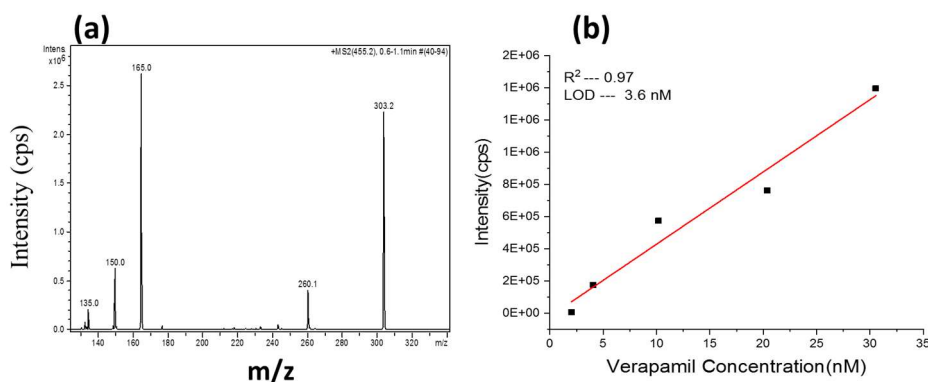 (a)
Intens.
x10⁶
+MS2(455.2), 0.6-1.1min #(40-94)
165.0
303.2
2.5
2.0
1.5
1.0
150.0
0.5
260.1
135.0
0.0
140 160 180 200 220 240 260 280 300 320 m/z
Intensity (cps)
m/z
(b)
R² --- 0.97
LOD --- 3.6 nM
2E+06
1E+06
1E+06
8E+05
6E+05
4E+05
2E+05
0E+00
Intensity(cps)
0 5 10 15 20 25 30 35
Verapamil Concentration(nM)